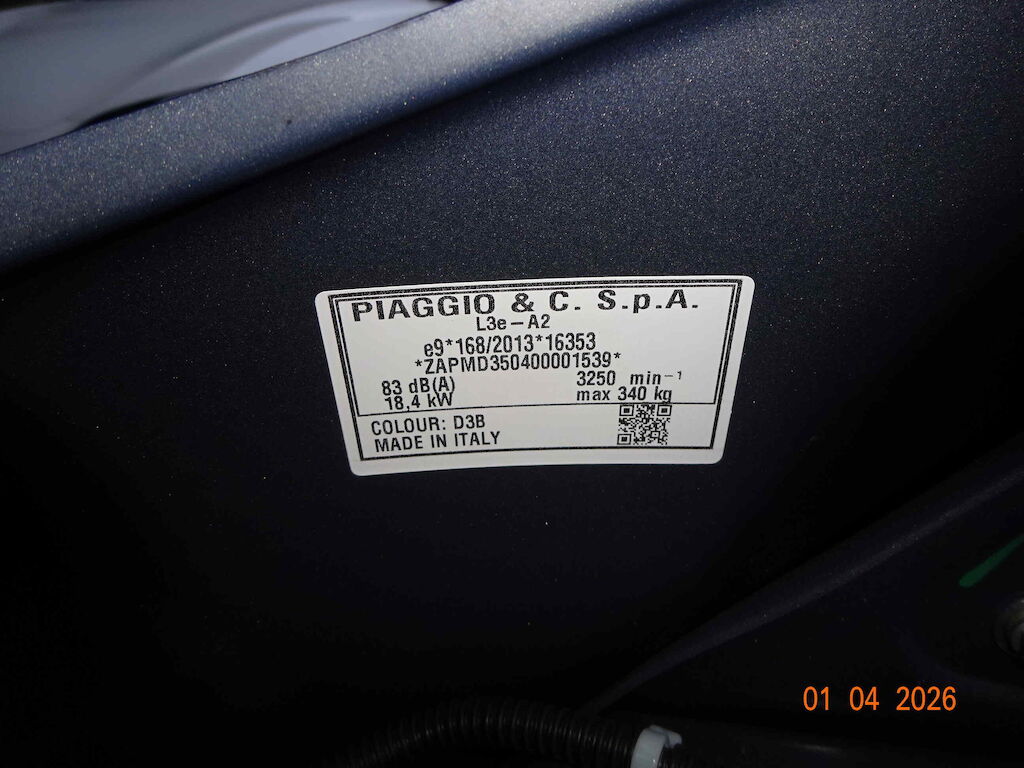 PIAGGIO & C. S.p.A.
L3e-A2
e9*168/2013*16353
*ZAPMD350400001539*
83 dB(A) 3250 min⁻¹
18,4 kW max 340 kg
COLOUR: D3B
MADE IN ITALY
01 04 2026